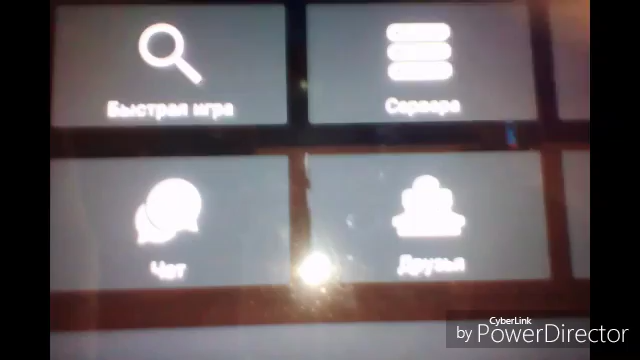 Быстрая игра
Сервера
Чат
Друзья
CyberLink
by PowerDirector